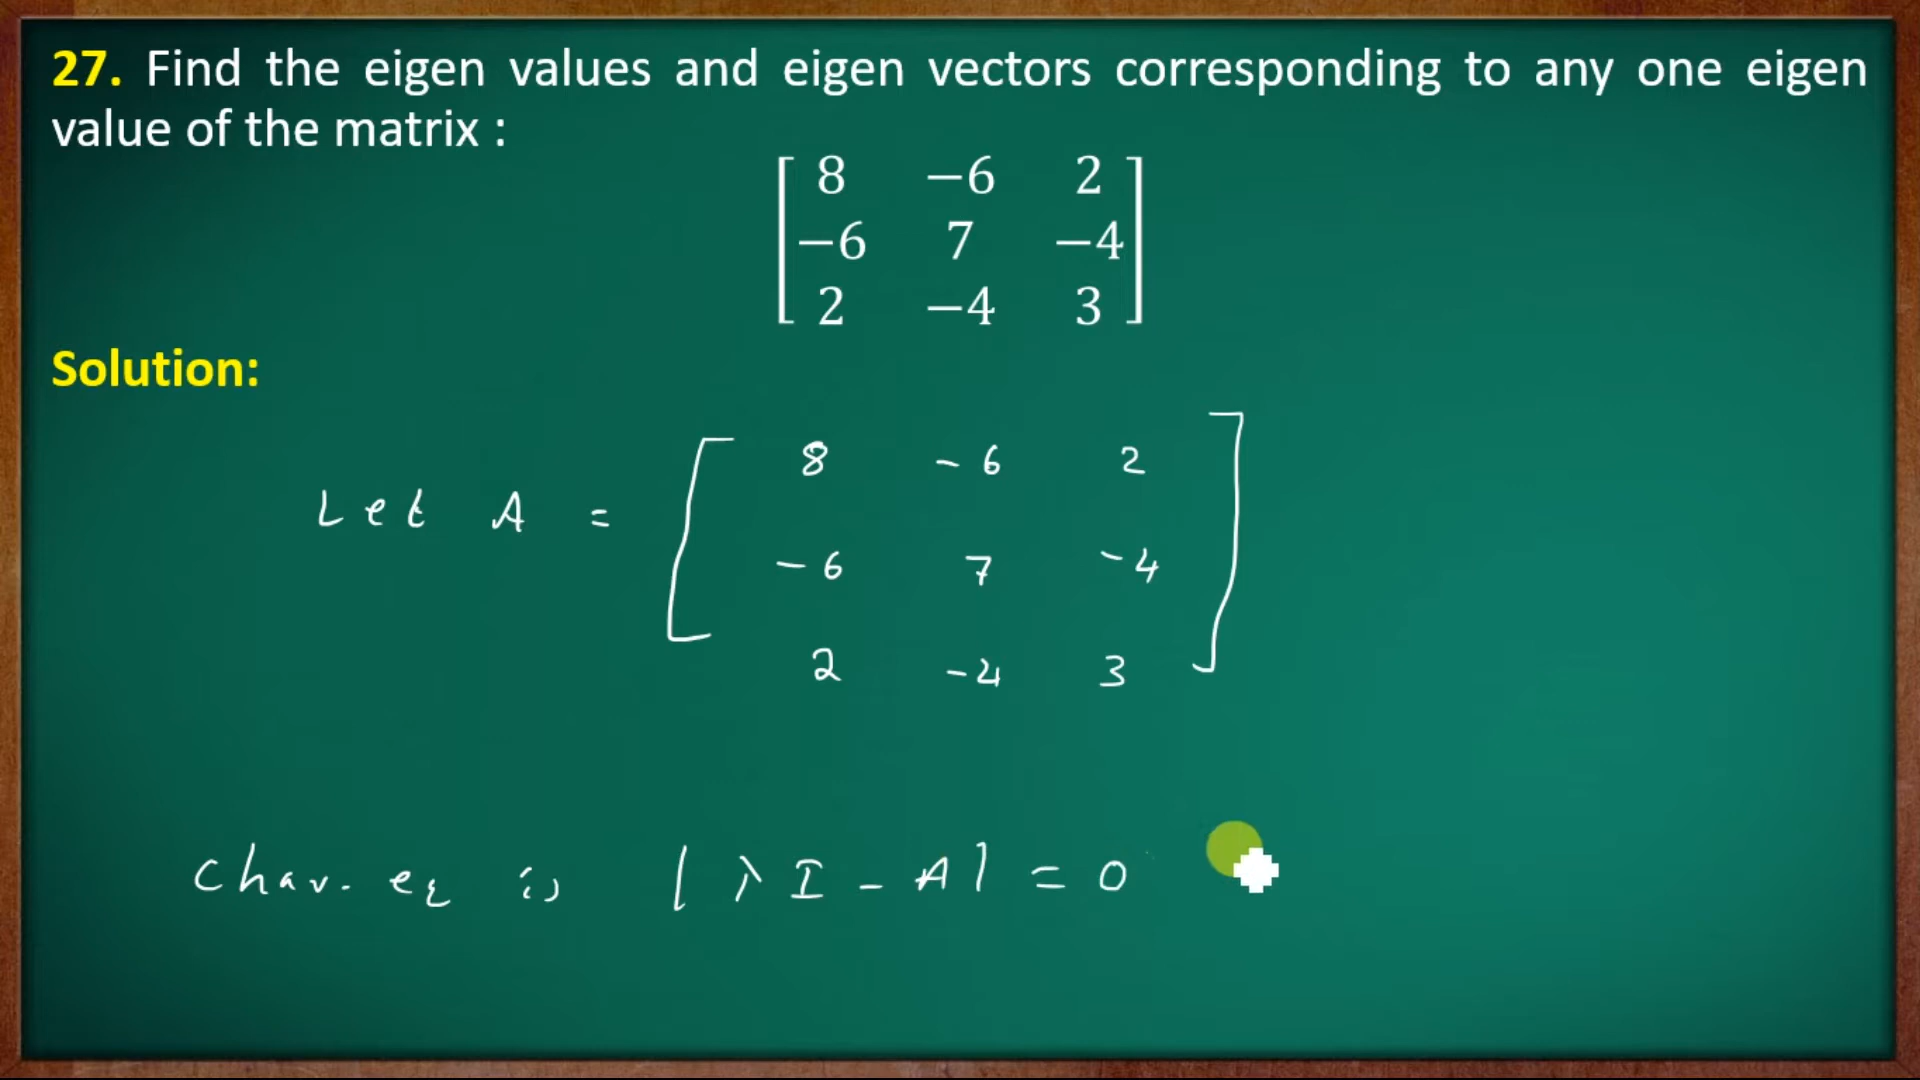 27. Find the eigen values and eigen vectors corresponding to any one eigen
value of the matrix :
[ 8 −6 2 ]
[ −6 7 −4 ]
[ 2 −4 3 ]
Solution:
Let A = [ 8 - 6 2
- 6 7 - 4
2 - 4 3 ]
Char. eq is | λ I - A | = 0